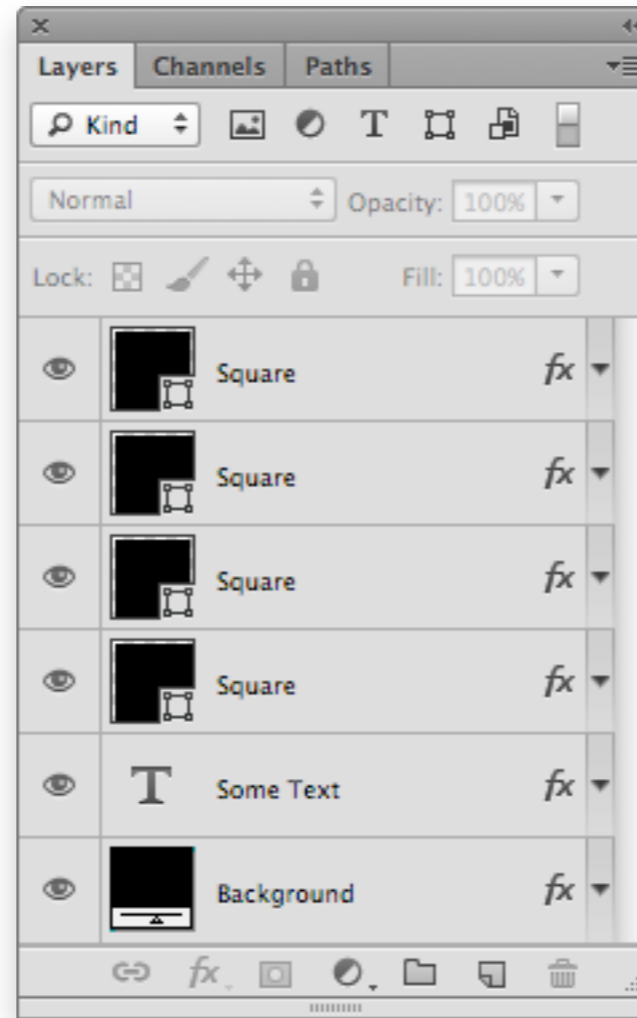 Layers Channels Paths
Kind T
Normal Opacity: 100%
Lock: Fill: 100%
Square fx
Square fx
Square fx
Square fx
T Some Text fx
Background fx
fx